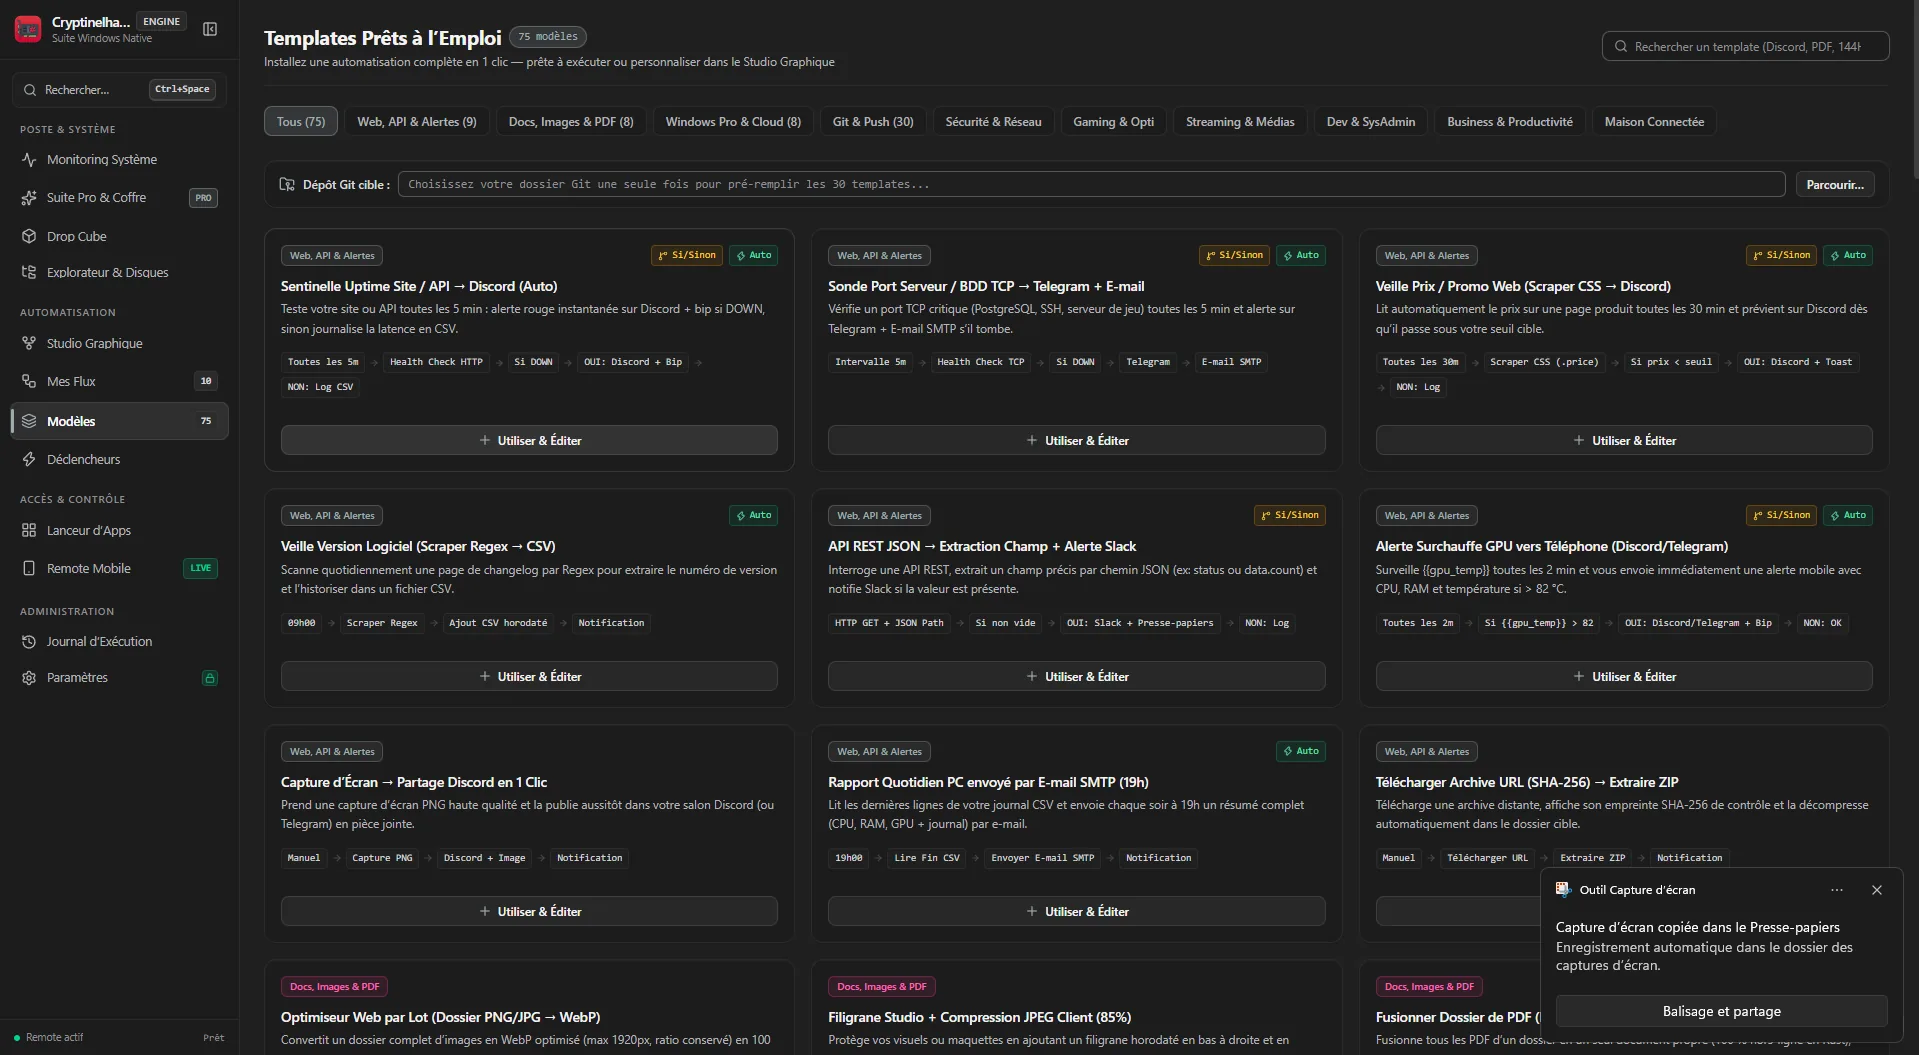 Cryptinelha... ENGINE
Suite Windows Native
Rechercher... Ctrl+Space
POSTE & SYSTÈME
Monitoring Système
Suite Pro & Coffre PRO
Drop Cube
Explorateur & Disques
AUTOMATISATION
Studio Graphique
Mes Flux 10
Modèles 75
Déclencheurs
ACCÈS & CONTRÔLE
Lanceur d'Apps
Remote Mobile LIVE
ADMINISTRATION
Journal d'Exécution
Paramètres
Remote actif Prêt
Templates Prêts à l'Emploi 75 modèles
Installez une automatisation complète en 1 clic — prête à exécuter ou personnaliser dans le Studio Graphique
Rechercher un template (Discord, PDF, 144H
Tous (75) Web, API & Alertes (9) Docs, Images & PDF (8) Windows Pro & Cloud (8) Git & Push (30) Sécurité & Réseau Gaming & Opti Streaming & Médias Dev & SysAdmin Business & Productivité Maison Connectée
Dépôt Git cible : Choisissez votre dossier Git une seule fois pour pré-remplir les 30 templates... Parcourir...
Web, API & Alertes Si/Sinon Auto
Sentinelle Uptime Site / API → Discord (Auto)
Teste votre site ou API toutes les 5 min : alerte rouge instantanée sur Discord + bip si DOWN,
sinon journalise la latence en CSV.
Toutes les 5m → Health Check HTTP → Si DOWN → OUI: Discord + Bip →
NON: Log CSV
+ Utiliser & Éditer
Web, API & Alertes Si/Sinon Auto
Sonde Port Serveur / BDD TCP → Telegram + E-mail
Vérifie un port TCP critique (PostgreSQL, SSH, serveur de jeu) toutes les 5 min et alerte sur
Telegram + E-mail SMTP s'il tombe.
Intervalle 5m → Health Check TCP → Si DOWN → Telegram → E-mail SMTP
+ Utiliser & Éditer
Web, API & Alertes Si/Sinon Auto
Veille Prix / Promo Web (Scraper CSS → Discord)
Lit automatiquement le prix sur une page produit toutes les 30 min et prévient sur Discord dès
qu'il passe sous votre seuil cible.
Toutes les 30m → Scraper CSS (.price) → Si prix < seuil → OUI: Discord + Toast
→ NON: Log
+ Utiliser & Éditer
Web, API & Alertes Auto
Veille Version Logiciel (Scraper Regex → CSV)
Scanne quotidiennement une page de changelog par Regex pour extraire le numéro de version
et l'historiser dans un fichier CSV.
09h00 → Scraper Regex → Ajout CSV horodaté → Notification
+ Utiliser & Éditer
Web, API & Alertes Si/Sinon
API REST JSON → Extraction Champ + Alerte Slack
Interroge une API REST, extrait un champ précis par chemin JSON (ex: status ou data.count) et
notifie Slack si la valeur est présente.
HTTP GET + JSON Path → Si non vide → OUI: Slack + Presse-papiers → NON: Log
+ Utiliser & Éditer
Web, API & Alertes Si/Sinon Auto
Alerte Surchauffe GPU vers Téléphone (Discord/Telegram)
Surveille {{gpu_temp}} toutes les 2 min et vous envoie immédiatement une alerte mobile avec
CPU, RAM et température si > 82 °C.
Toutes les 2m → Si {{gpu_temp}} > 82 → OUI: Discord/Telegram + Bip → NON: OK
+ Utiliser & Éditer
Web, API & Alertes
Capture d'Écran → Partage Discord en 1 Clic
Prend une capture d'écran PNG haute qualité et la publie aussitôt dans votre salon Discord (ou
Telegram) en pièce jointe.
Manuel → Capture PNG → Discord + Image → Notification
+ Utiliser & Éditer
Web, API & Alertes Auto
Rapport Quotidien PC envoyé par E-mail SMTP (19h)
Lit les dernières lignes de votre journal CSV et envoie chaque soir à 19h un résumé complet
(CPU, RAM, GPU + journal) par e-mail.
19h00 → Lire Fin CSV → Envoyer E-mail SMTP → Notification
+ Utiliser & Éditer
Web, API & Alertes
Télécharger Archive URL (SHA-256) → Extraire ZIP
Télécharge une archive distante, affiche son empreinte SHA-256 de contrôle et la décompresse
automatiquement dans le dossier cible.
Manuel → Télécharger URL → Extraire ZIP → Notification
Docs, Images & PDF
Optimiseur Web par Lot (Dossier PNG/JPG → WebP)
Convertit un dossier complet d'images en WebP optimisé (max 1920px, ratio conservé) en 100
Docs, Images & PDF
Filigrane Studio + Compression JPEG Client (85%)
Protège vos visuels ou maquettes en ajoutant un filigrane horodaté en bas à droite et en
Docs, Images & PDF
Fusionner Dossier de PDF (
Fusionne tous les PDF d'un dossier
Outil Capture d'écran
Capture d'écran copiée dans le Presse-papiers
Enregistrement automatique dans le dossier des
captures d'écran.
Balisage et partage